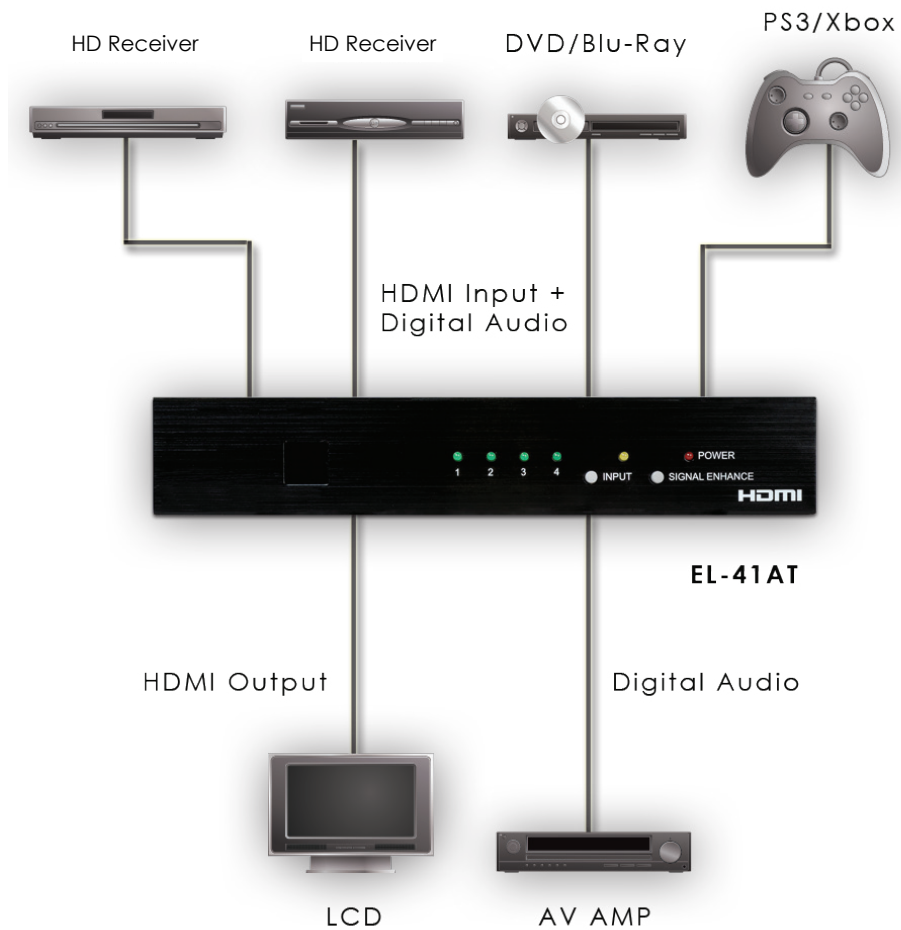 HD Receiver
HD Receiver
DVD/Blu-Ray
PS3/Xbox
HDMI Input +
Digital Audio
1
2
3
4
INPUT
POWER
SIGNAL ENHANCE
HDMI
EL-41AT
HDMI Output
Digital Audio
LCD
AV AMP